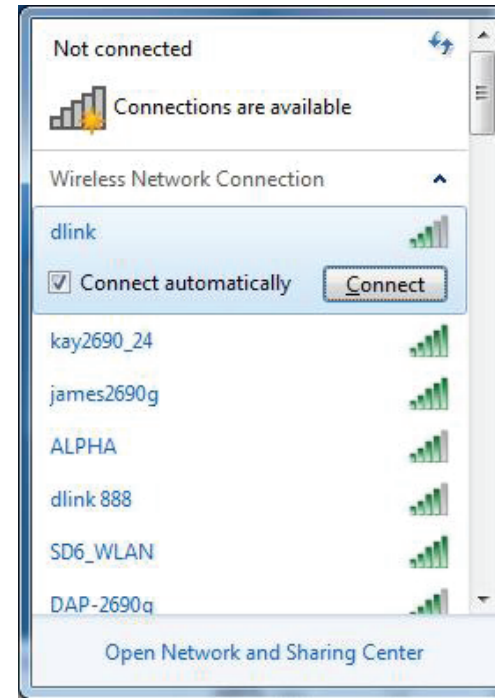 Not connected
Connections are available
Wireless Network Connection
dlink
Connect automatically Connect
kay2690_24
james2690g
ALPHA
dlink 888
SD6_WLAN
DAP-2690g
Open Network and Sharing Center